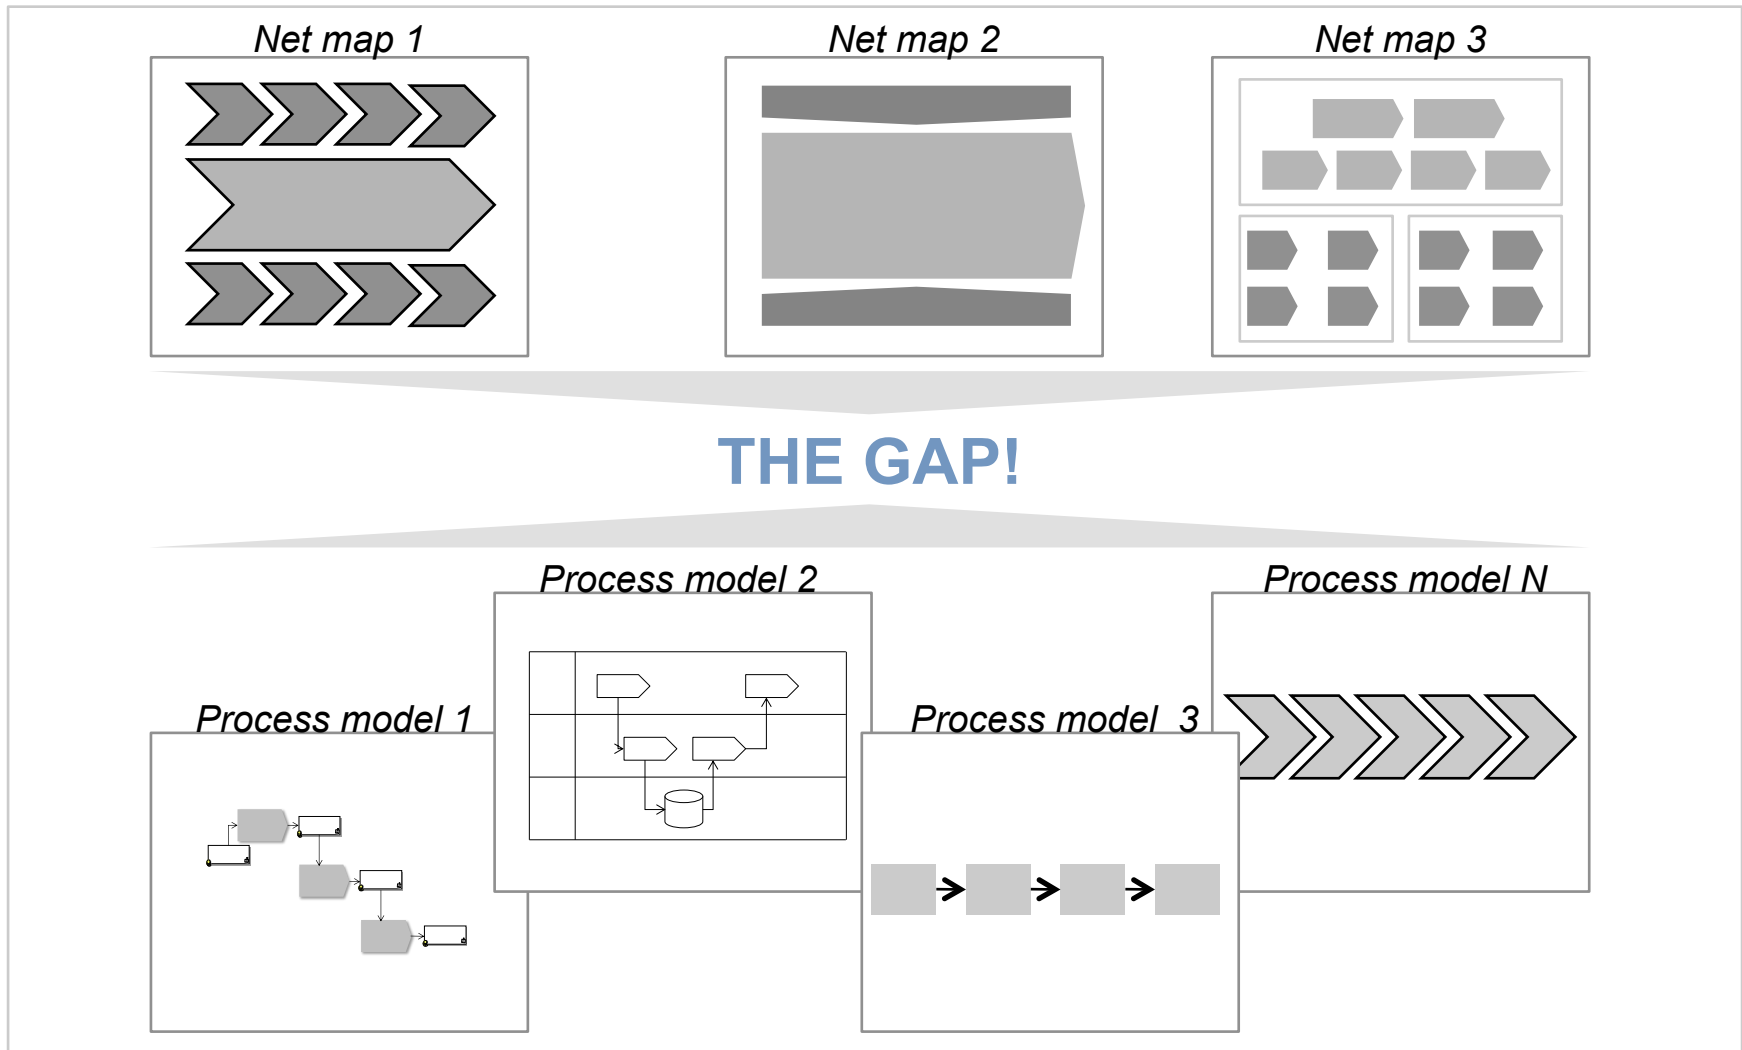 Net map 1
Net map 2
Net map 3
THE GAP!
Process model 2
Process model N
Process model 1
Process model  3